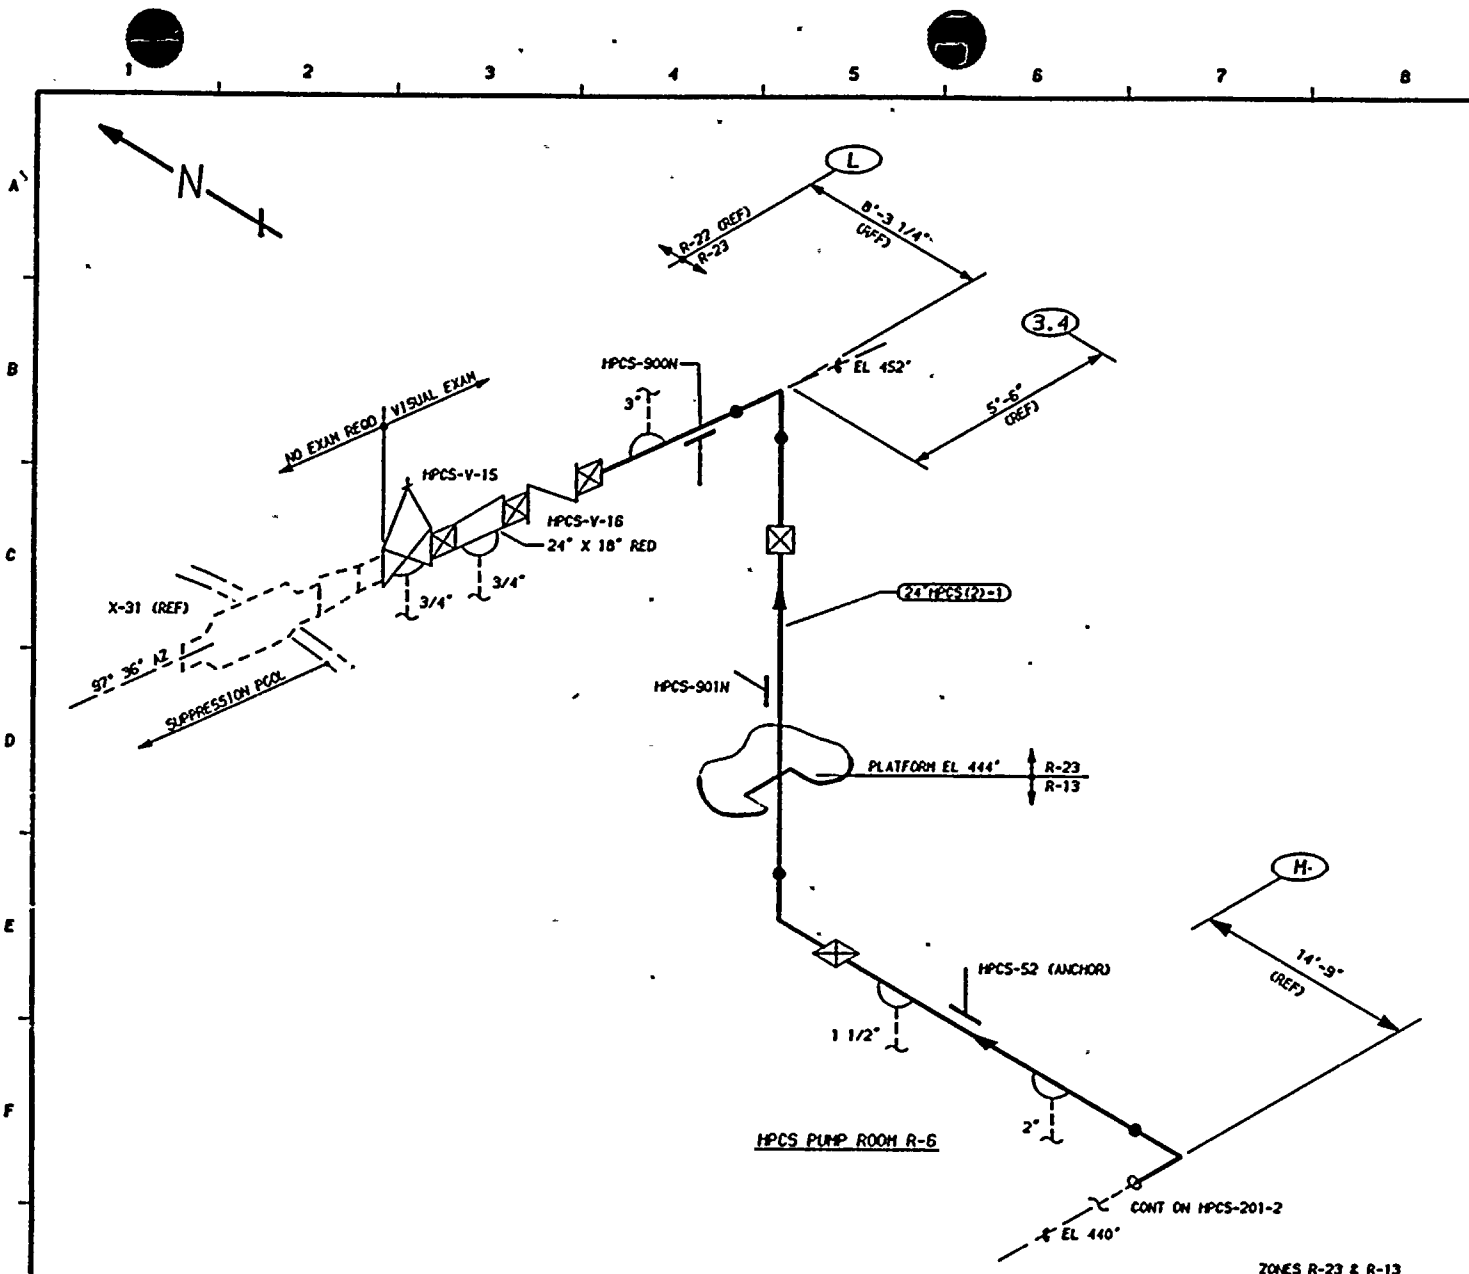 1 2 3 4 5 6 7 8
A
B
C
D
E
F
N
L
8'-3 1/4"
(REF)
R-22 (REF)
R-23
3.4
5'-6"
(REF)
℄ EL 452'
HPCS-900N
3"
NO EXAM REQD
VISUAL EXAM
HPCS-V-15
HPCS-V-16
24" X 18" RED
3/4"
3/4"
X-31 (REF)
97° 36" AZ
SUPPRESSION POOL
24"HPCS(2)-1
HPCS-901N
PLATFORM EL 444'
R-23
R-13
M
14'-9"
(REF)
HPCS-52 (ANCHOR)
1 1/2"
2"
HPCS PUMP ROOM R-6
CONT ON HPCS-201-2
℄ EL 440'
ZONES R-23 & R-13